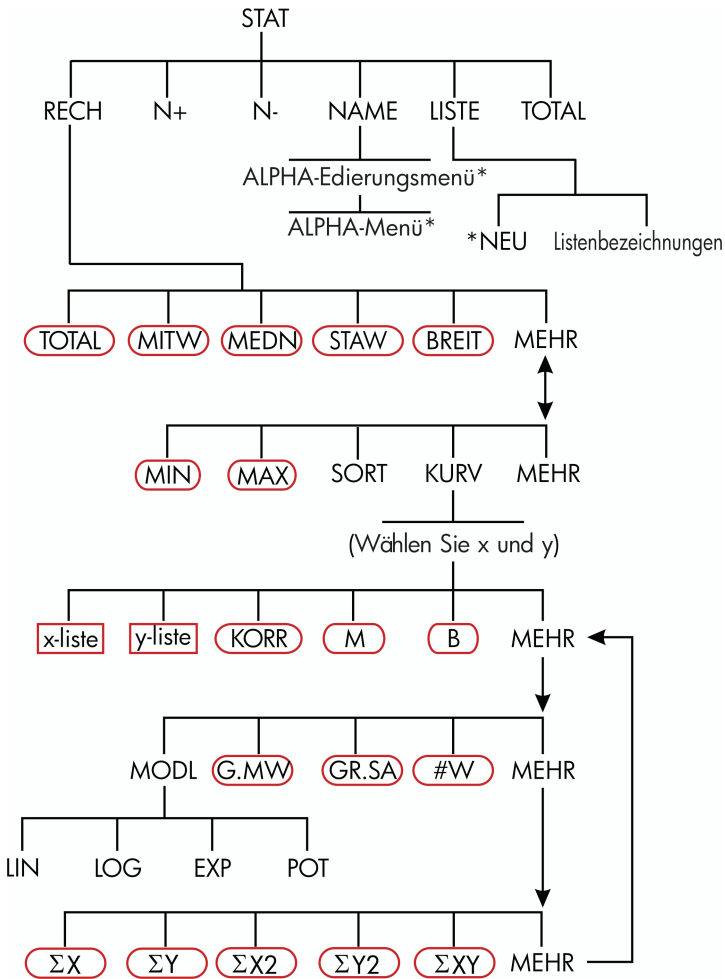 STAT
RECH N+ N- NAME LISTE TOTAL
ALPHA-Edierungsmenü*
ALPHA-Menü*
*NEU Listenbezeichnungen
TOTAL MITW MEDN STAW BREIT MEHR
MIN MAX SORT KURV MEHR
(Wählen Sie x und y)
x-liste y-liste KORR M B MEHR
MODL G.MW GR.SA #W MEHR
LIN LOG EXP POT
ΣX ΣY ΣX2 ΣY2 ΣXY MEHR